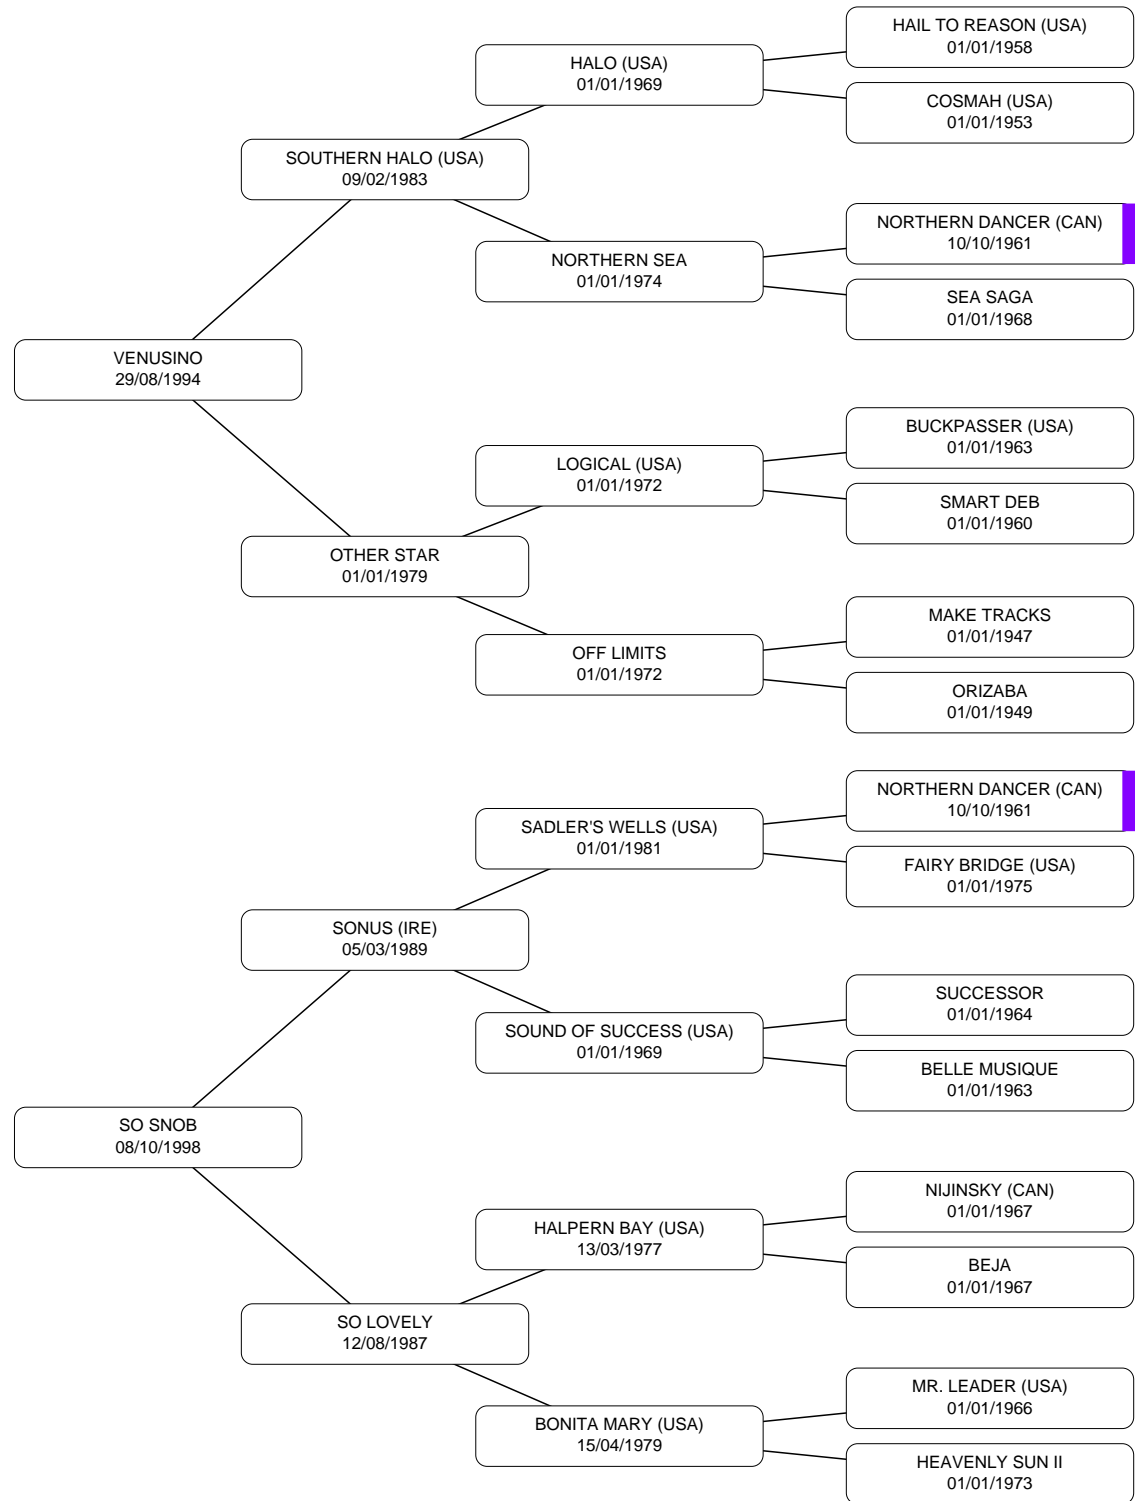 HAIL TO REASON (USA)
01/01/1958
HALO (USA)
01/01/1969
COSMAH (USA)
01/01/1953
SOUTHERN HALO (USA)
09/02/1983
NORTHERN DANCER (CAN)
10/10/1961
NORTHERN SEA
01/01/1974
SEA SAGA
01/01/1968
VENUSINO
29/08/1994
BUCKPASSER (USA)
01/01/1963
LOGICAL (USA)
01/01/1972
SMART DEB
01/01/1960
OTHER STAR
01/01/1979
MAKE TRACKS
01/01/1947
OFF LIMITS
01/01/1972
ORIZABA
01/01/1949
NORTHERN DANCER (CAN)
10/10/1961
SADLER'S WELLS (USA)
01/01/1981
FAIRY BRIDGE (USA)
01/01/1975
SONUS (IRE)
05/03/1989
SUCCESSOR
01/01/1964
SOUND OF SUCCESS (USA)
01/01/1969
BELLE MUSIQUE
01/01/1963
SO SNOB
08/10/1998
NIJINSKY (CAN)
01/01/1967
HALPERN BAY (USA)
13/03/1977
BEJA
01/01/1967
SO LOVELY
12/08/1987
MR. LEADER (USA)
01/01/1966
BONITA MARY (USA)
15/04/1979
HEAVENLY SUN II
01/01/1973